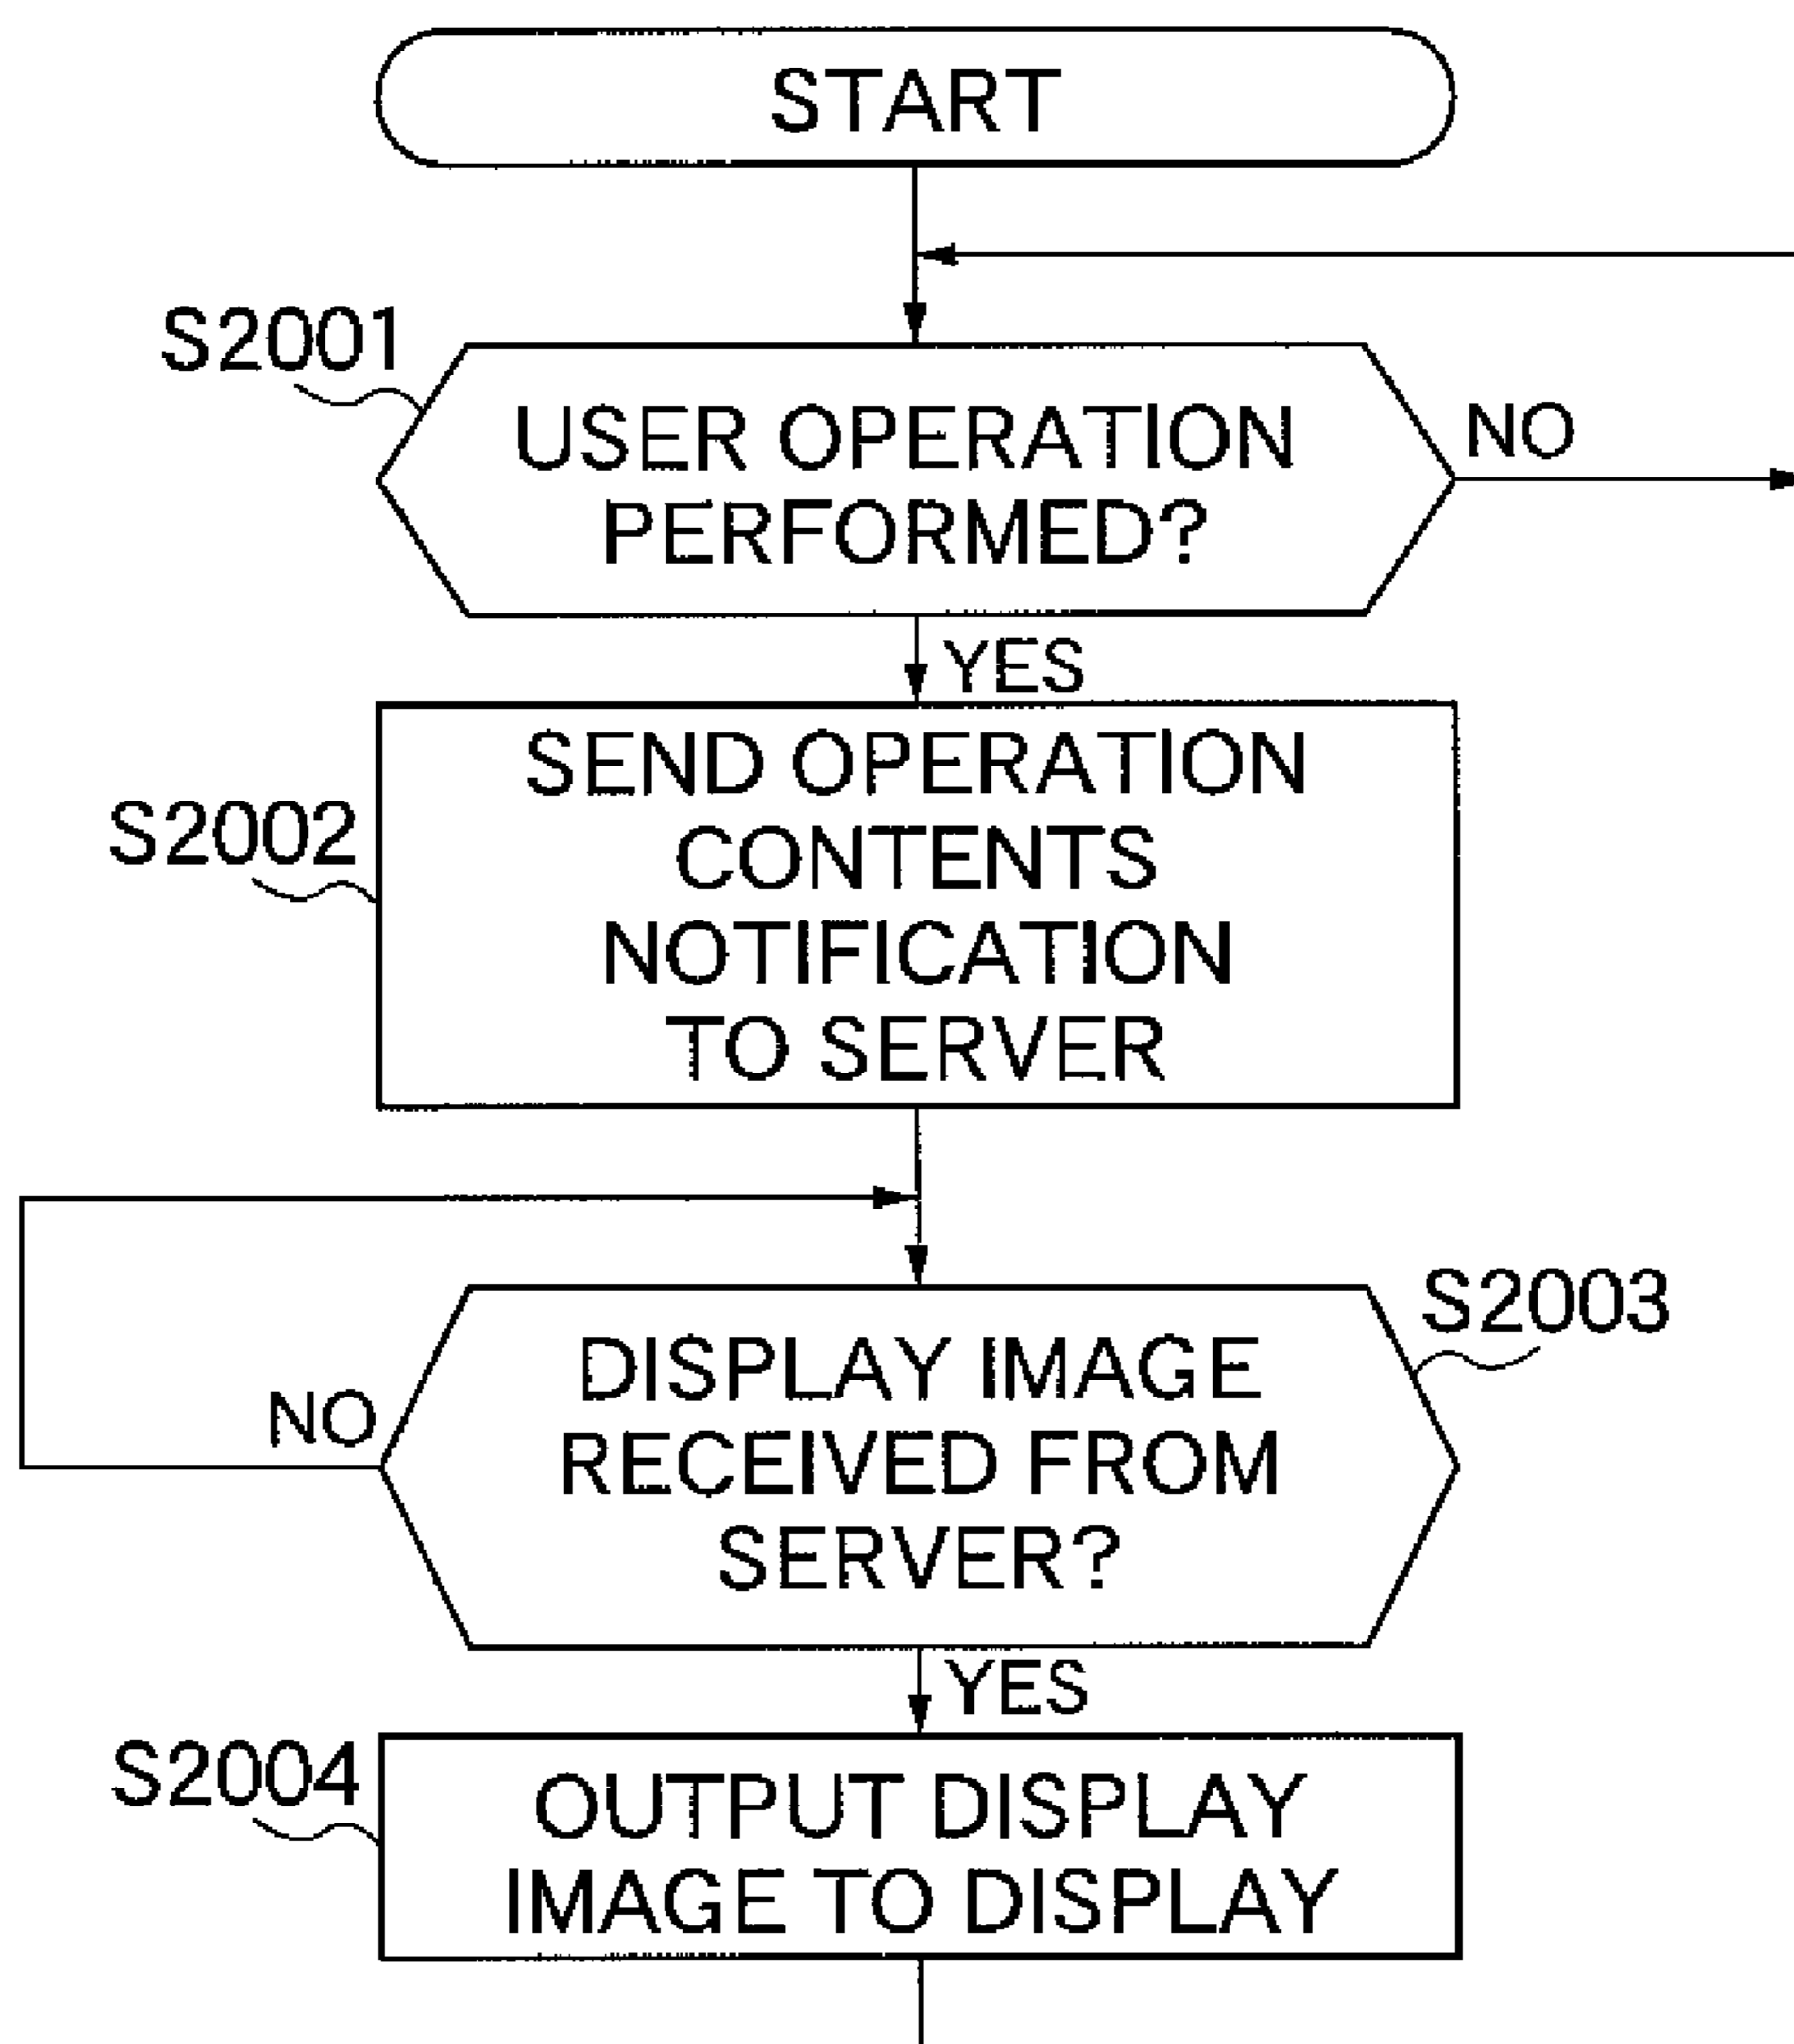 START
S2001
USER OPERATION
PERFORMED?
NO
YES
S2002
SEND OPERATION
CONTENTS
NOTIFICATION
TO SERVER
S2003
DISPLAY IMAGE
RECEIVED FROM
SERVER?
NO
YES
S2004
OUTPUT DISPLAY
IMAGE TO DISPLAY